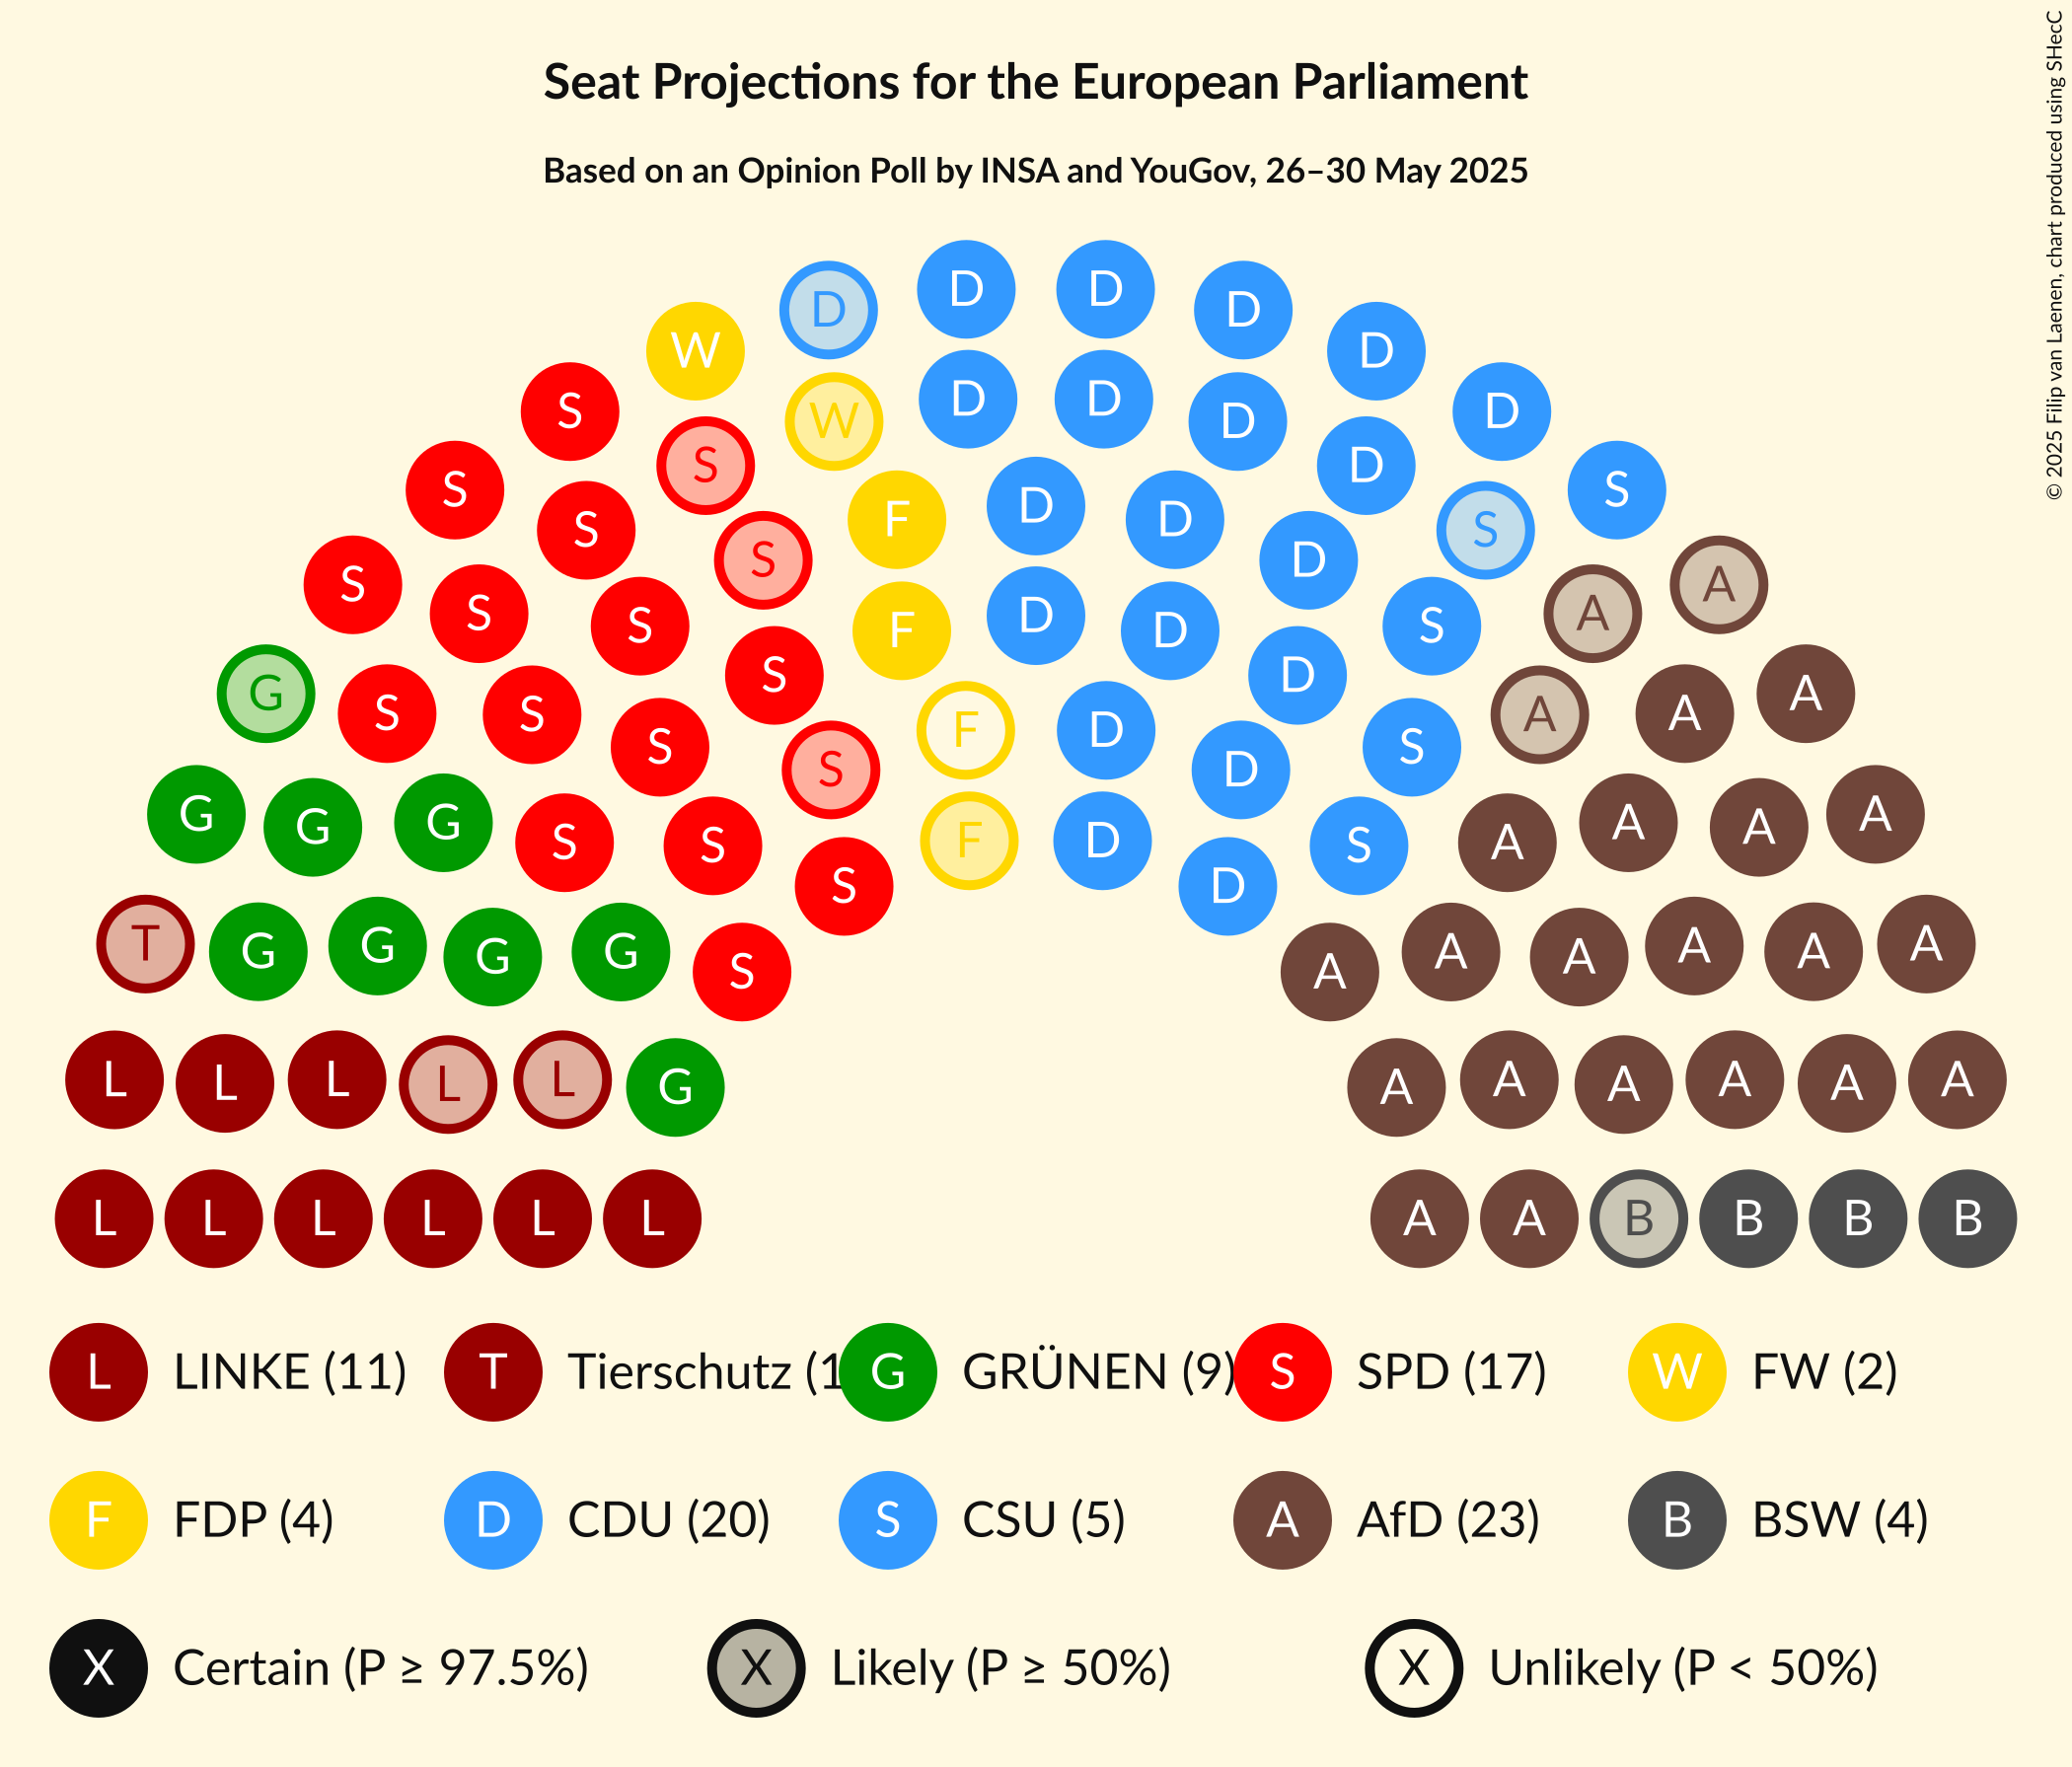 Seat Projections for the European Parliament
Based on an Opinion Poll by INSA and YouGov, 26–30 May 2025
© 2025 Filip van Laenen, chart produced using SHecC
D D D D
W D
S D D D D D
S S W F D D D D S S
S S S S F D D D S A A
G S S S S F D D S A A A
G G G S S S F D D S A A A A
T G G G G S A A A A A A
L L L L L G A A A A A A
L L L L L L A A B B B B
L LINKE (11) T Tierschutz (1 G GRÜNEN (9) S SPD (17) W FW (2)
F FDP (4) D CDU (20) S CSU (5) A AfD (23) B BSW (4)
X Certain (P ≥ 97.5%) X Likely (P ≥ 50%) X Unlikely (P < 50%)